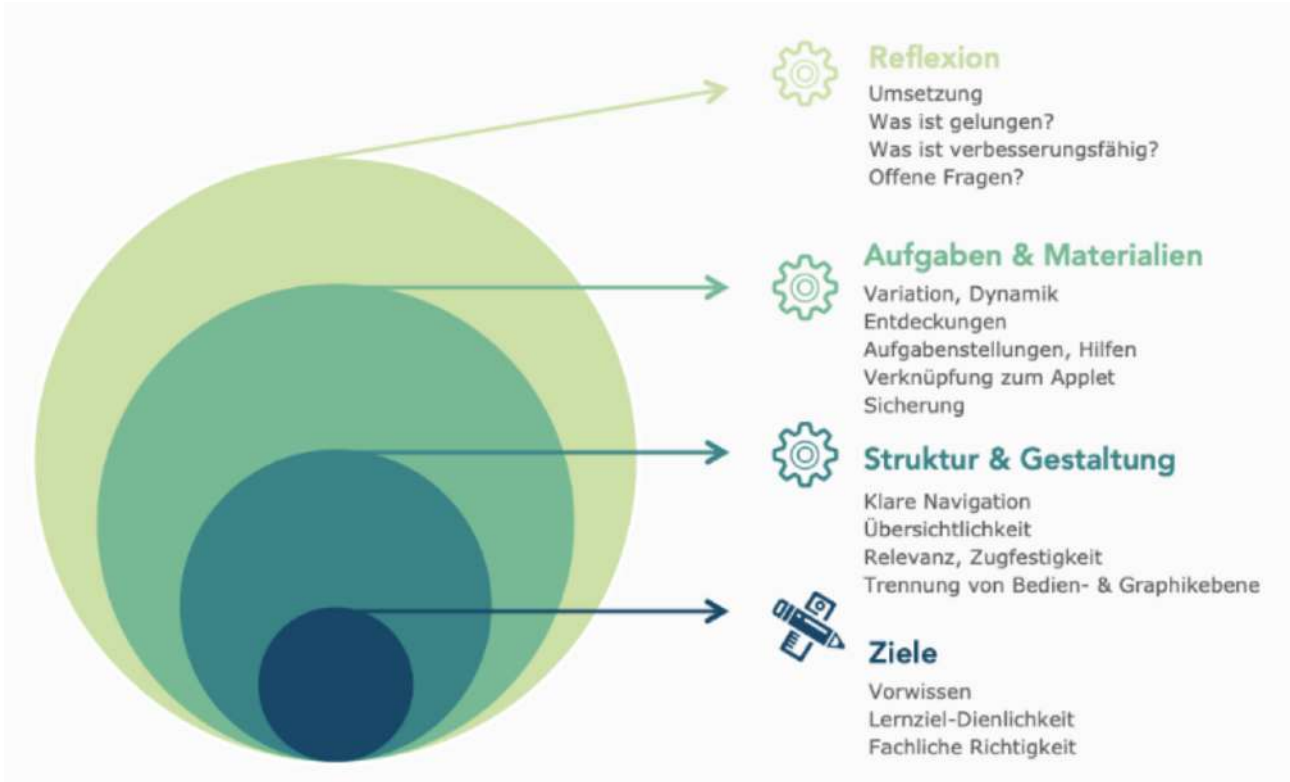 Reflexion
Umsetzung
Was ist gelungen?
Was ist verbesserungsfähig?
Offene Fragen?
Aufgaben & Materialien
Variation, Dynamik
Entdeckungen
Aufgabenstellungen, Hilfen
Verknüpfung zum Applet
Sicherung
Struktur & Gestaltung
Klare Navigation
Übersichtlichkeit
Relevanz, Zugfestigkeit
Trennung von Bedien- & Graphikebene
Ziele
Vorwissen
Lernziel-Dienlichkeit
Fachliche Richtigkeit